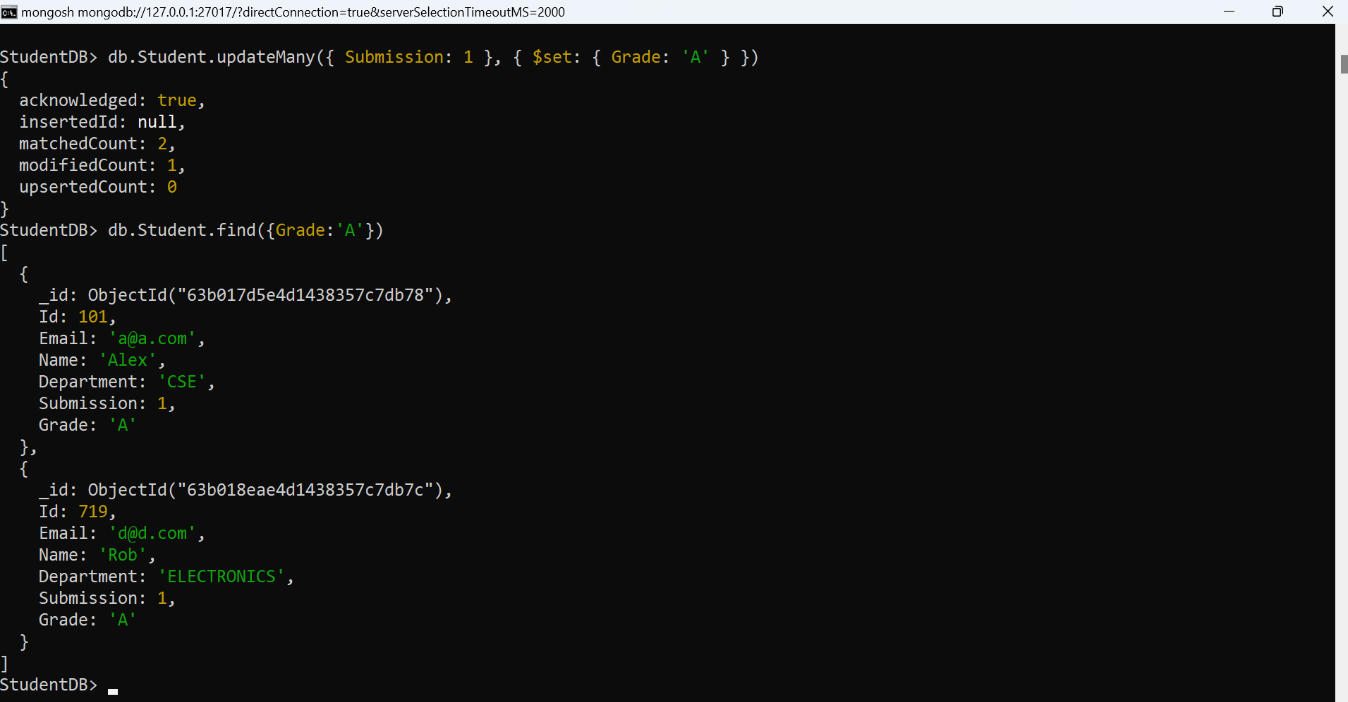 mongosh mongodb://127.0.0.1:27017/?directConnection=true&serverSelectionTimeoutMS=2000
StudentDB> db.Student.updateMany({ Submission: 1 }, { $set: { Grade: 'A' } })
{
  acknowledged: true,
  insertedId: null,
  matchedCount: 2,
  modifiedCount: 1,
  upsertedCount: 0
}
StudentDB> db.Student.find({Grade:'A'})
[
  {
    _id: ObjectId("63b017d5e4d1438357c7db78"),
    Id: 101,
    Email: 'a@a.com',
    Name: 'Alex',
    Department: 'CSE',
    Submission: 1,
    Grade: 'A'
  },
  {
    _id: ObjectId("63b018eae4d1438357c7db7c"),
    Id: 719,
    Email: 'd@d.com',
    Name: 'Rob',
    Department: 'ELECTRONICS',
    Submission: 1,
    Grade: 'A'
  }
]
StudentDB>